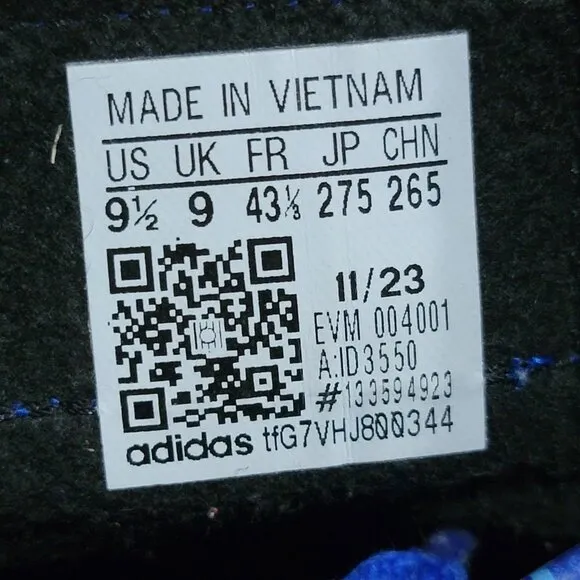 MADE IN VIETNAM
US UK FR JP CHN
9½ 9 43⅓ 275 265
11/23
EVM 004001
A:ID3550
#133594923
adidas tfG7VHJ800344